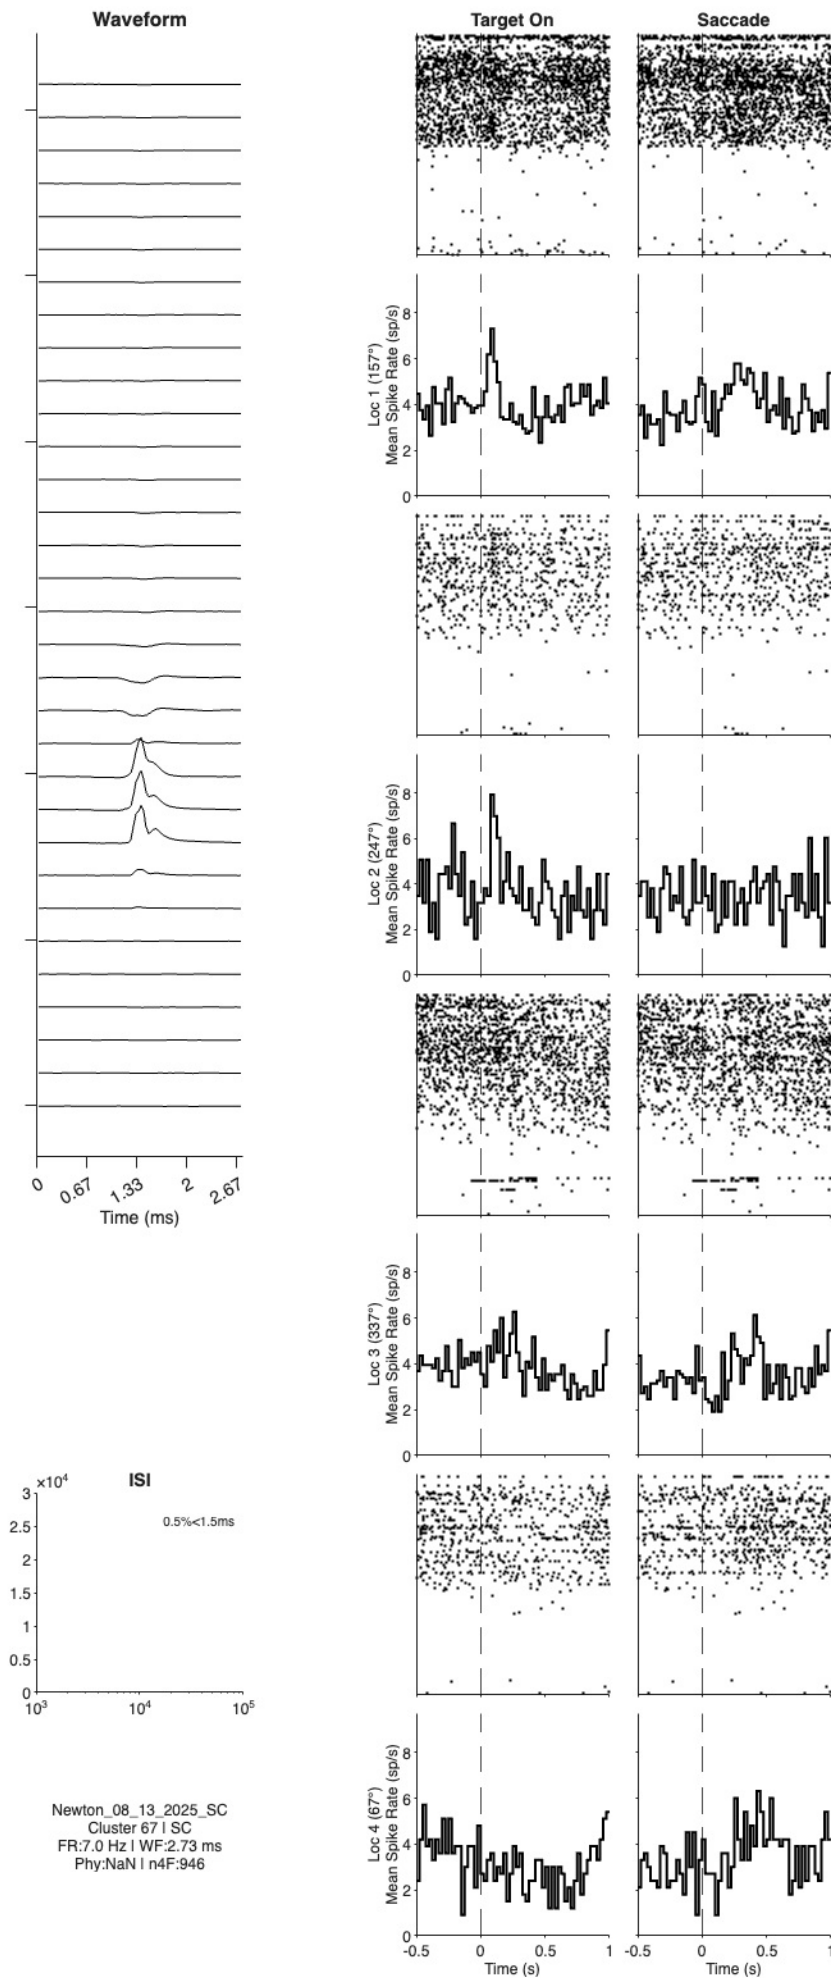 Waveform
0
0.67
1.33
2
2.67
Time (ms)
ISI
×10⁴
3
2.5
2
1.5
1
0.5
0
0.5%<1.5ms
10³
10⁴
10⁵
Newton_08_13_2025_SC
Cluster 67 | SC
FR:7.0 Hz | WF:2.73 ms
Phy:NaN | n4F:946
Target On
Saccade
Loc 1 (157°)
Mean Spike Rate (sp/s)
8
6
4
2
0
Loc 2 (247°)
Mean Spike Rate (sp/s)
8
6
4
2
0
Loc 3 (337°)
Mean Spike Rate (sp/s)
8
6
4
2
0
Loc 4 (67°)
Mean Spike Rate (sp/s)
8
6
4
2
0
-0.5
0
0.5
1
Time (s)
-0.5
0
0.5
1
Time (s)